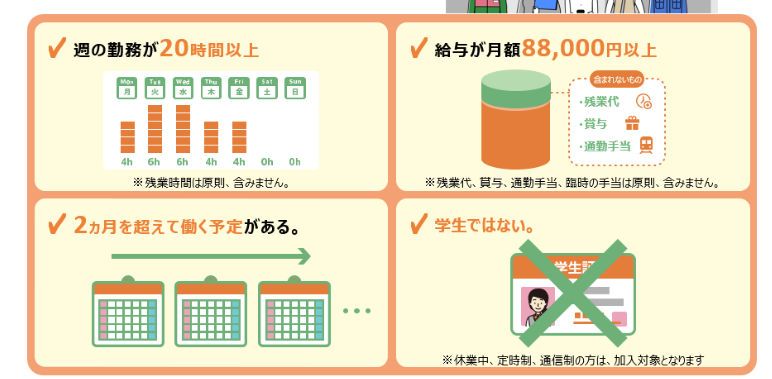 週の勤務が20時間以上
Mon Tue Wed Thu Fri Sat Sun
月 火 水 木 金 土 日
4h 6h 6h 4h 4h 0h 0h
※残業時間は原則、含みません。
給与が月額88,000円以上
含まれないもの
・残業代
・賞与
・通勤手当
※残業代、賞与、通勤手当、臨時の手当は原則、含みません。
2ヵ月を超えて働く予定がある。
学生ではない。
学生証
※休業中、定時制、通信制の方は、加入対象となります